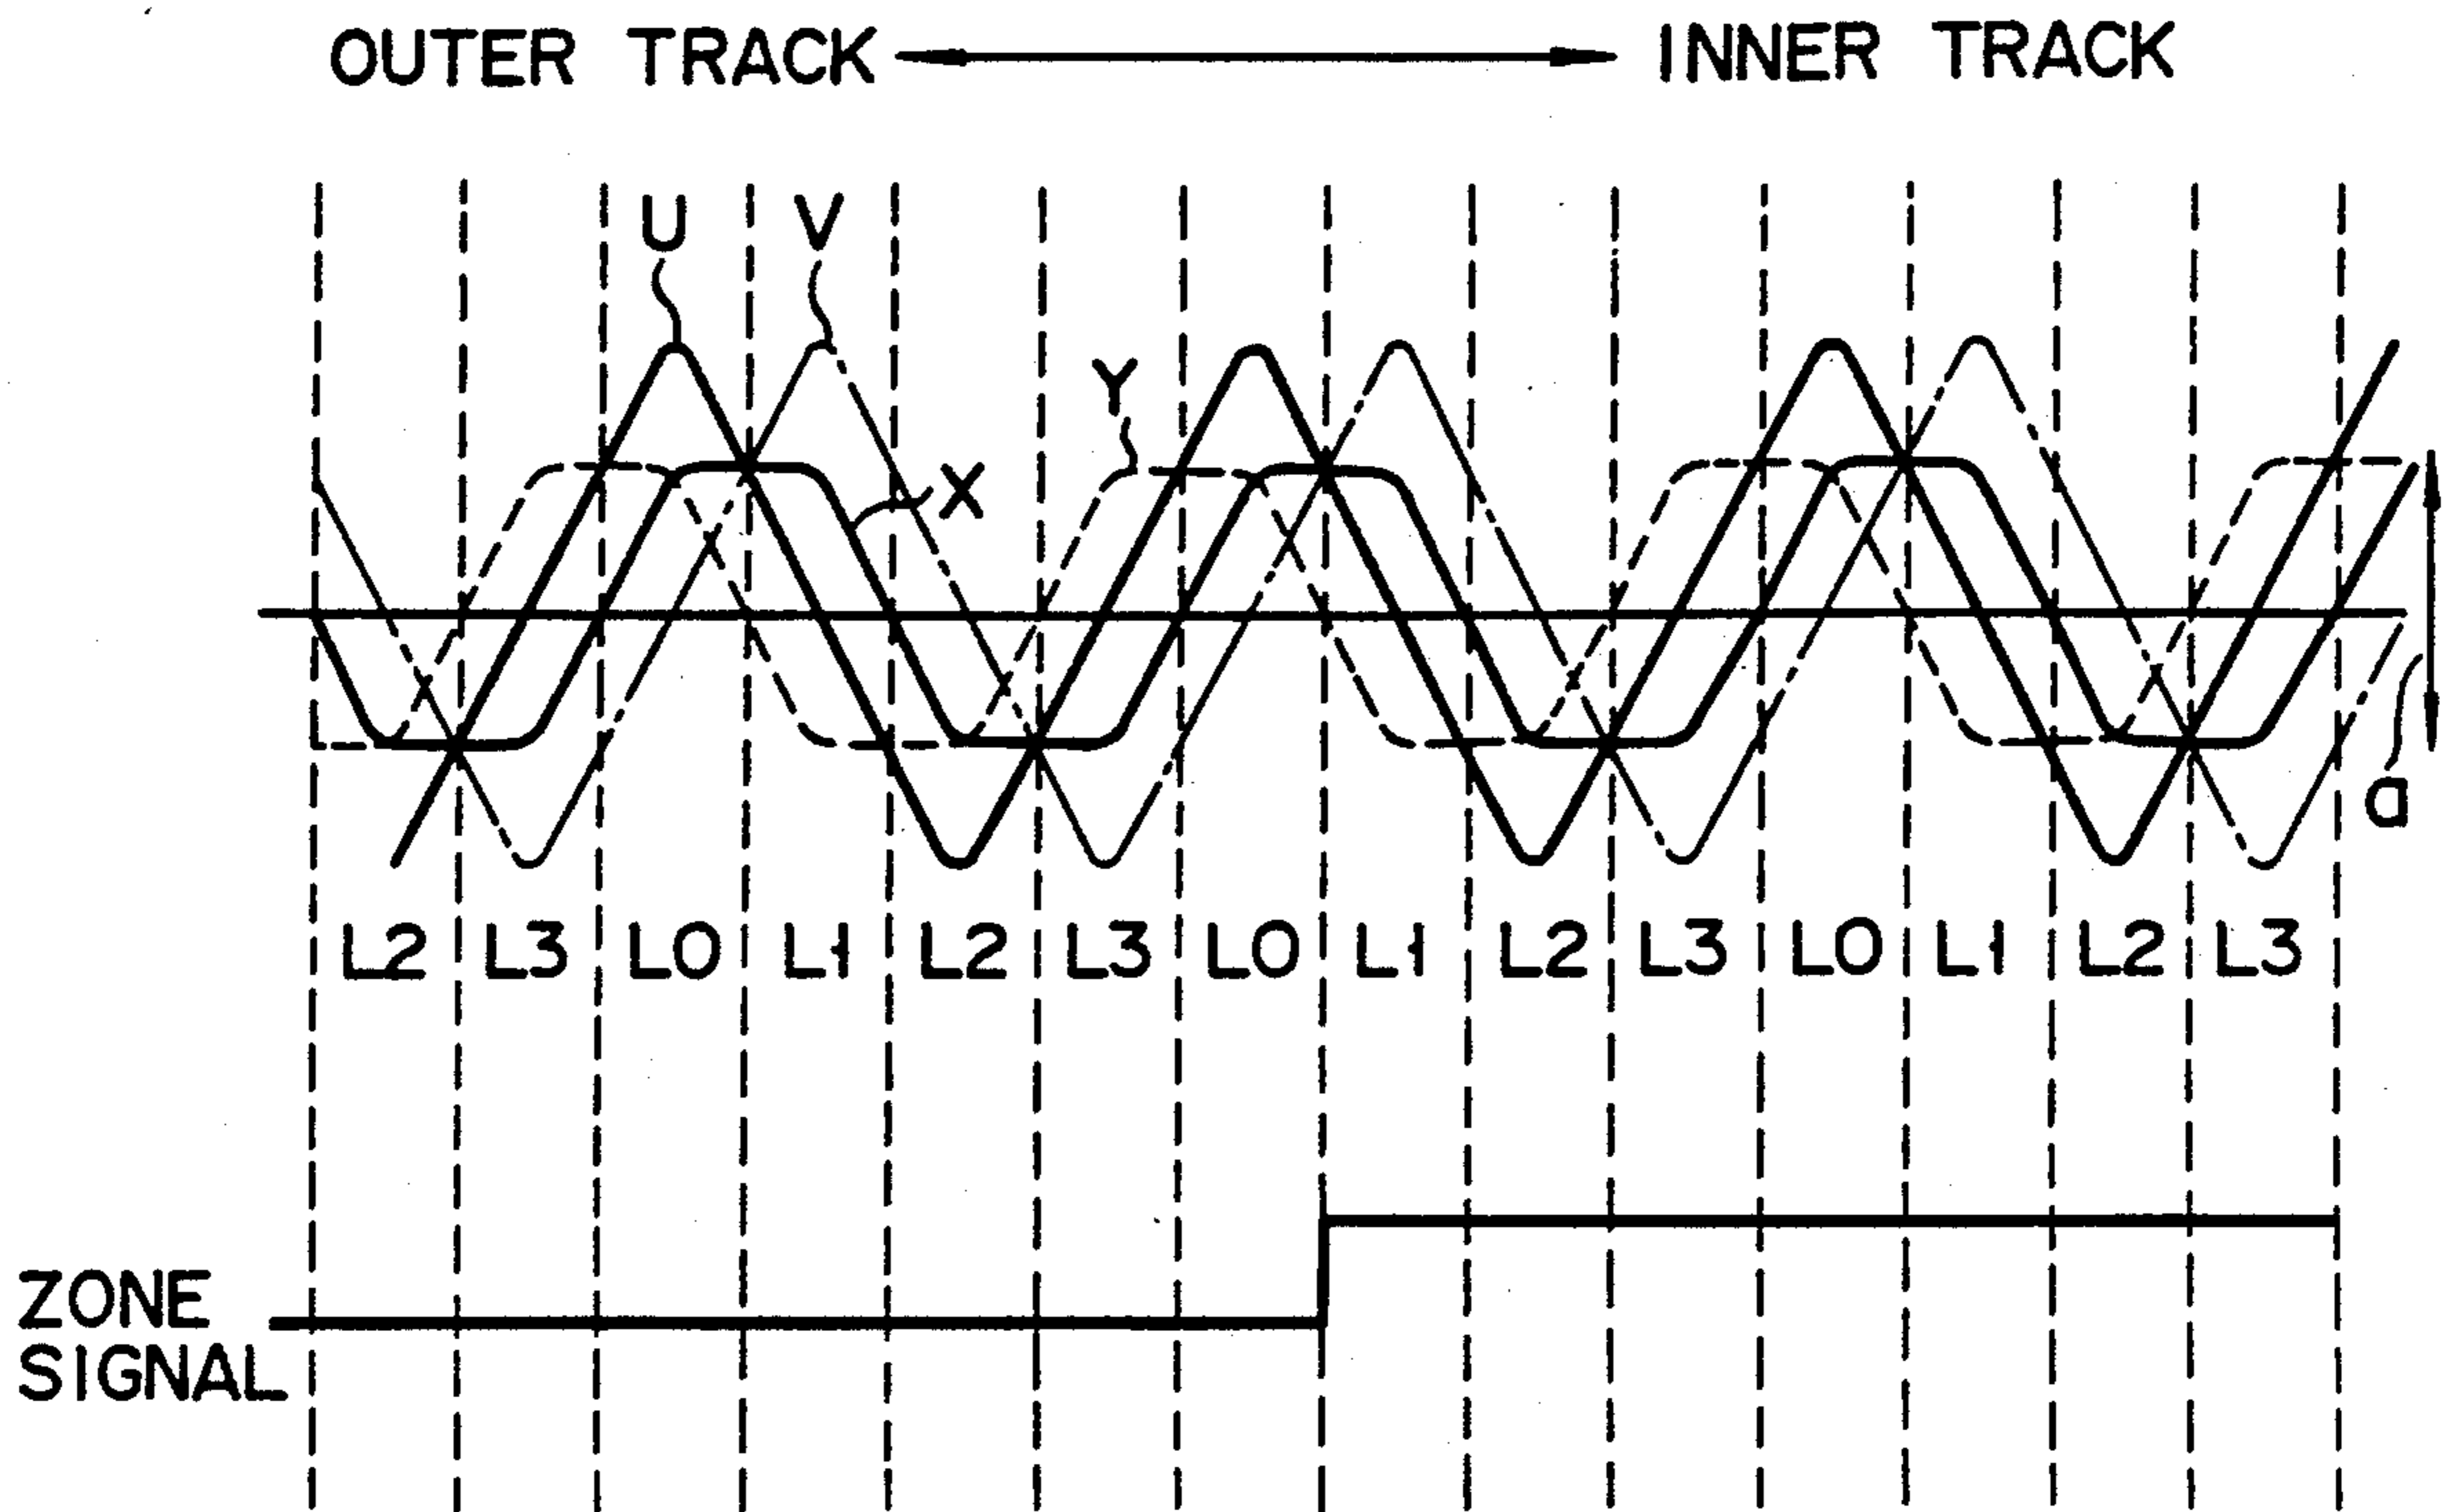 OUTER TRACK INNER TRACK
U V
Y
X
a
L2 L3 L0 L1 L2 L3 L0 L1 L2 L3 L0 L1 L2 L3
ZONE
SIGNAL